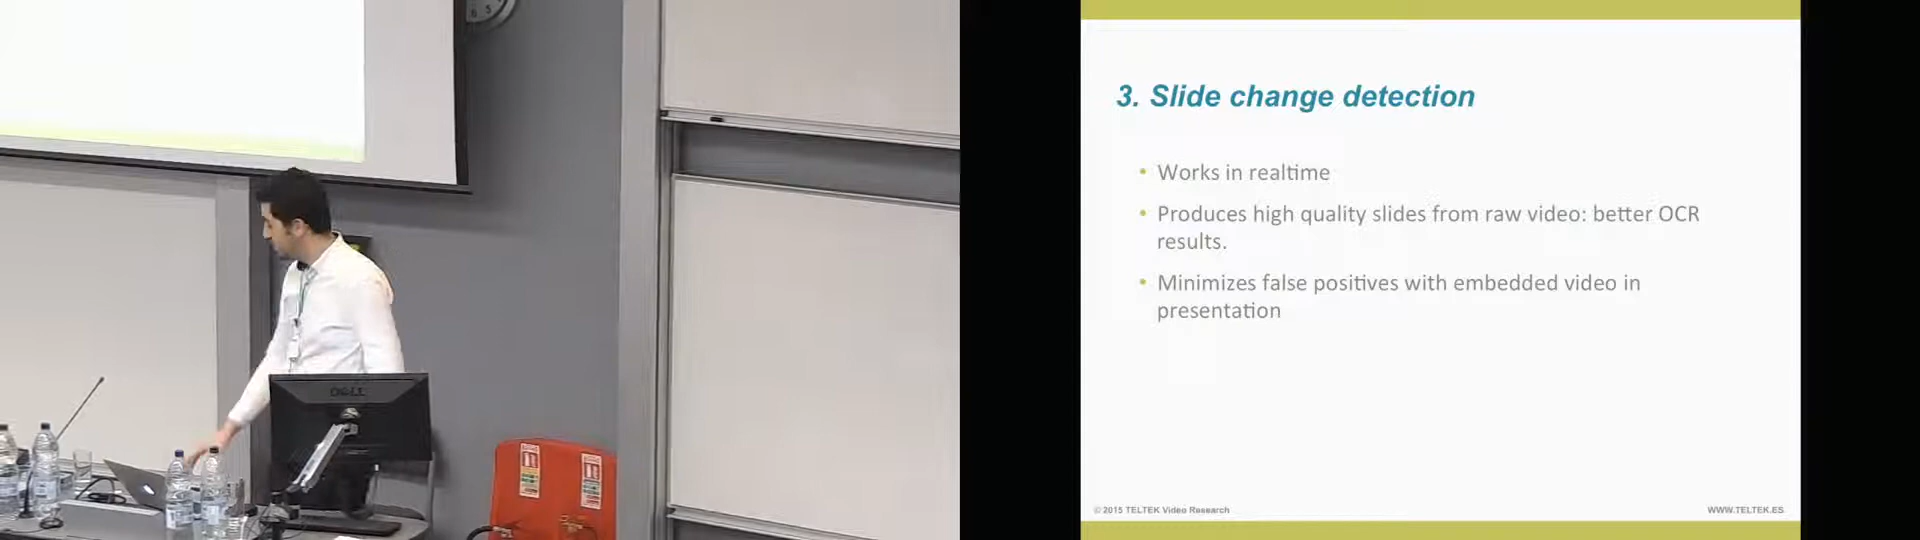 DELL
3. Slide change detection
• Works in realtime
• Produces high quality slides from raw video: better OCR
results.
• Minimizes false positives with embedded video in
presentation
© 2015 TELTEK Video Research
WWW.TELTEK.ES